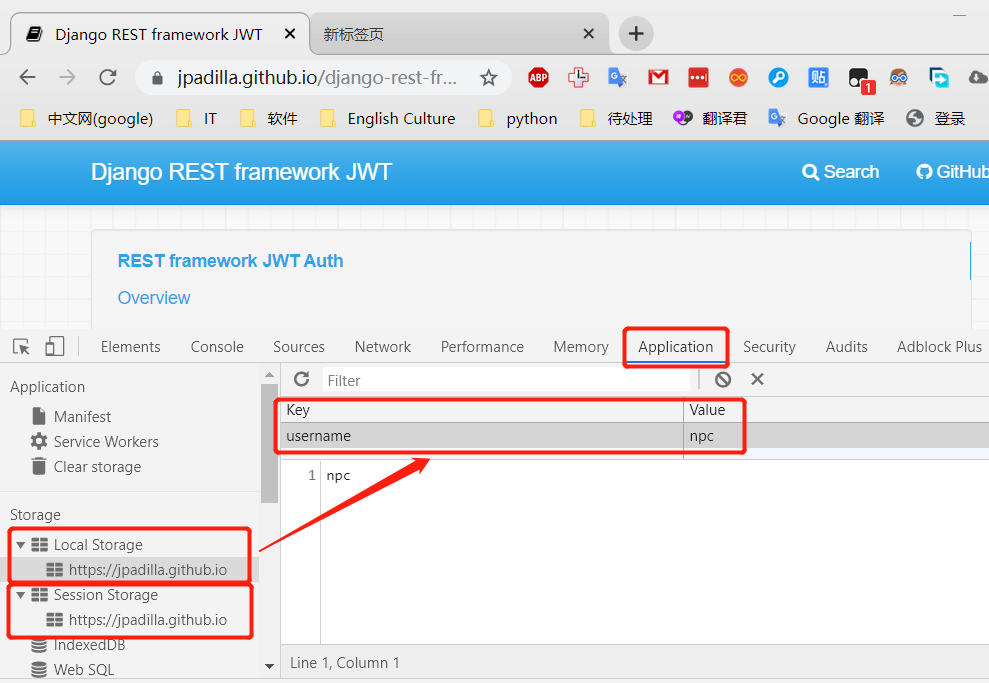 Django REST framework JWT
新标签页
jpadilla.github.io/django-rest-fr...
ABP
贴
1
中文网(google)
IT
软件
English Culture
python
待处理
翻译君
Google 翻译
登录
Django REST framework JWT
Search
GitHub
REST framework JWT Auth
Overview
Elements
Console
Sources
Network
Performance
Memory
Application
Security
Audits
Adblock Plus
Application
Filter
Manifest
Service Workers
Clear storage
Key
Value
username
npc
1
npc
Storage
Local Storage
https://jpadilla.github.io
Session Storage
https://jpadilla.github.io
IndexedDB
Web SQL
Line 1, Column 1